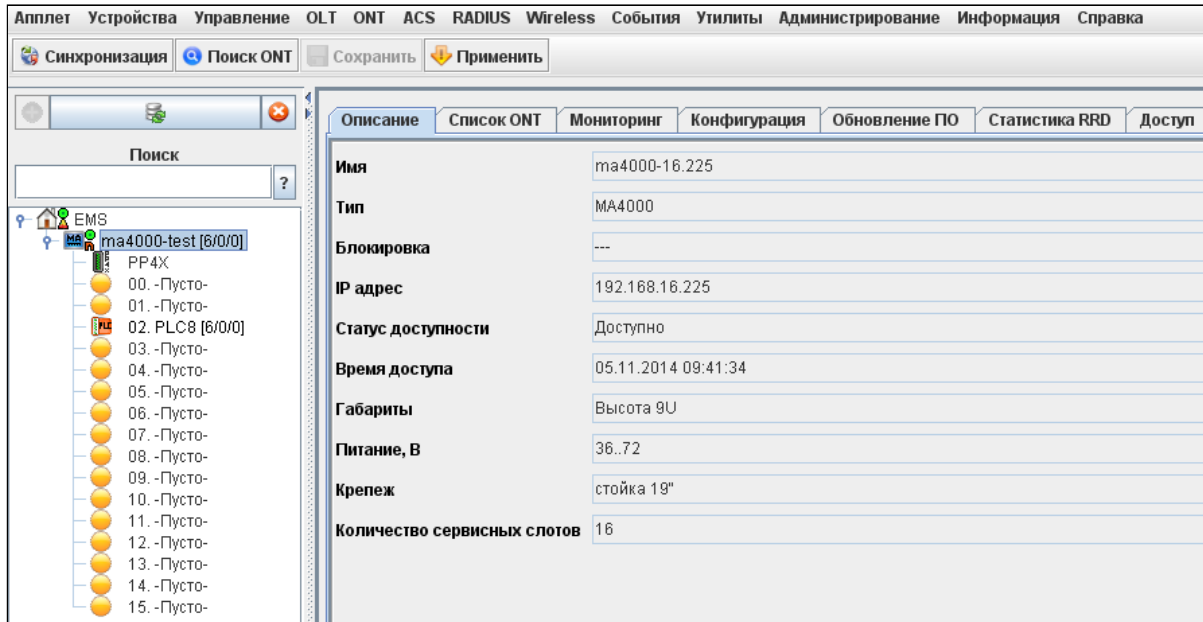 Апплет Устройства Управление OLT ONT ACS RADIUS Wireless События Утилиты Администрирование Информация Справка
Синхронизация Поиск ONT Сохранить Применить
Описание Список ONT Мониторинг Конфигурация Обновление ПО Статистика RRD Доступ
Поиск
?
EMS
ma4000-test [6/0/0]
PP4X
00. -Пусто-
01. -Пусто-
02. PLC8 [6/0/0]
03. -Пусто-
04. -Пусто-
05. -Пусто-
06. -Пусто-
07. -Пусто-
08. -Пусто-
09. -Пусто-
10. -Пусто-
11. -Пусто-
12. -Пусто-
13. -Пусто-
14. -Пусто-
15. -Пусто-
Имя ma4000-16.225
Тип MA4000
Блокировка ---
IP адрес 192.168.16.225
Статус доступности Доступно
Время доступа 05.11.2014 09:41:34
Габариты Высота 9U
Питание, В 36..72
Крепеж стойка 19"
Количество сервисных слотов 16